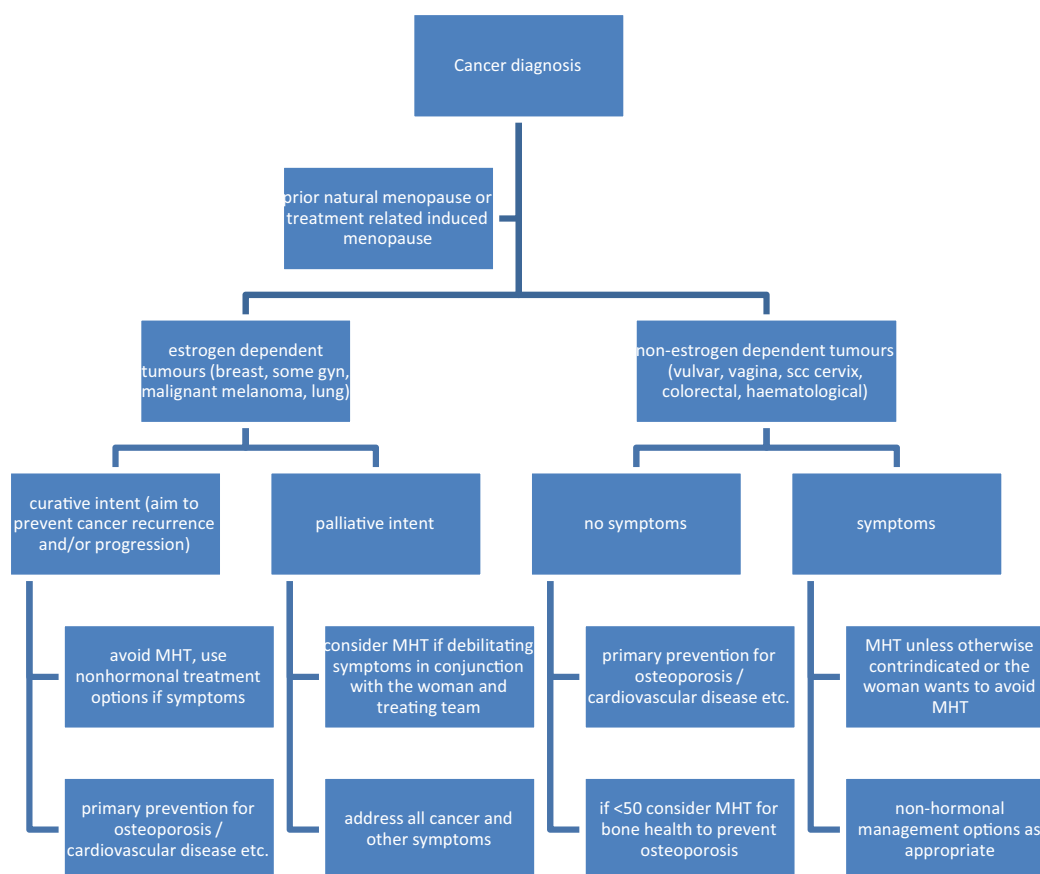 Cancer diagnosis
prior natural menopause or
treatment related induced
menopause
estrogen dependent
tumours (breast, some gyn,
malignant melanoma, lung)
non-estrogen dependent tumours
(vulvar, vagina, scc cervix,
colorectal, haematological)
curative intent (aim to
prevent cancer recurrence
and/or progression)
palliative intent
no symptoms
symptoms
avoid MHT, use
nonhormonal treatment
options if symptoms
consider MHT if debilitating
symptoms in conjunction
with the woman and
treating team
primary prevention for
osteoporosis /
cardiovascular disease etc.
MHT unless otherwise
contrindicated or the
woman wants to avoid
MHT
primary prevention for
osteoporosis /
cardiovascular disease etc.
address all cancer and
other symptoms
if <50 consider MHT for
bone health to prevent
osteoporosis
non-hormonal
management options as
appropriate